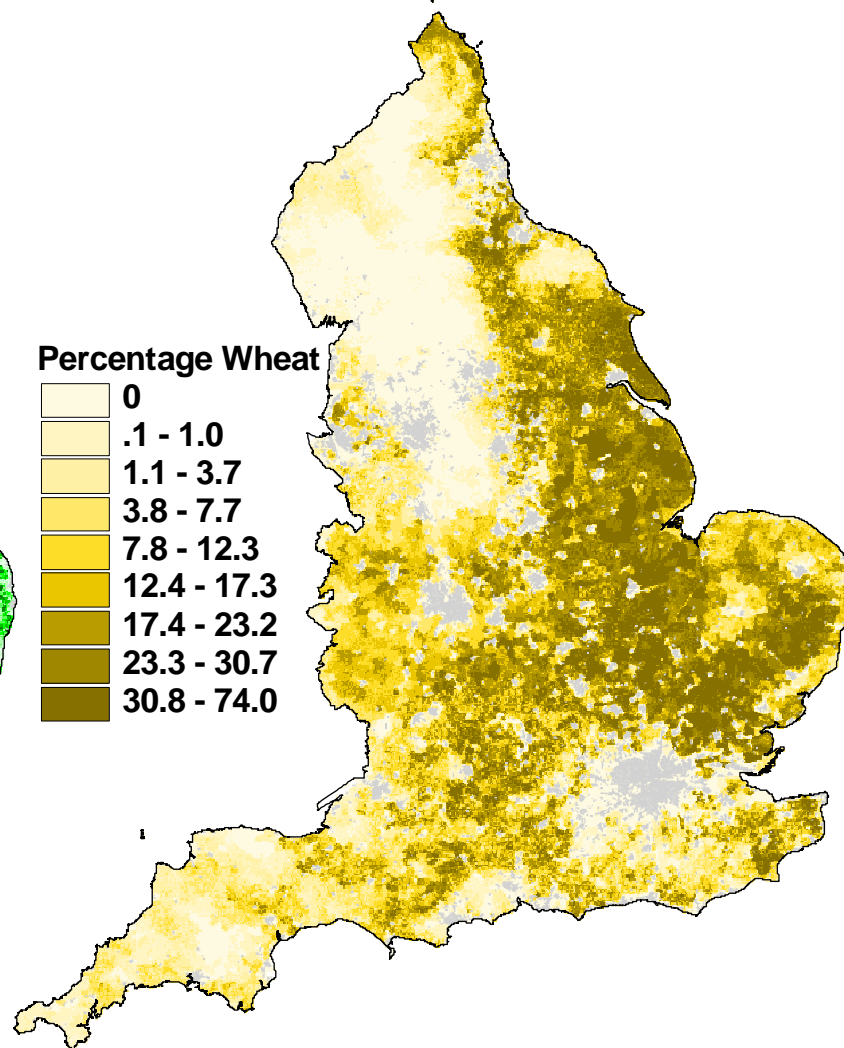 Percentage Wheat
0
.1 - 1.0
1.1 - 3.7
3.8 - 7.7
7.8 - 12.3
12.4 - 17.3
17.4 - 23.2
23.3 - 30.7
30.8 - 74.0